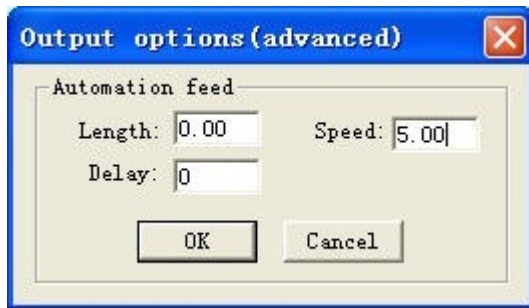 Output options(advanced)
Automation feed
Length: 0.00 Speed: 5.00
Delay: 0
OK Cancel